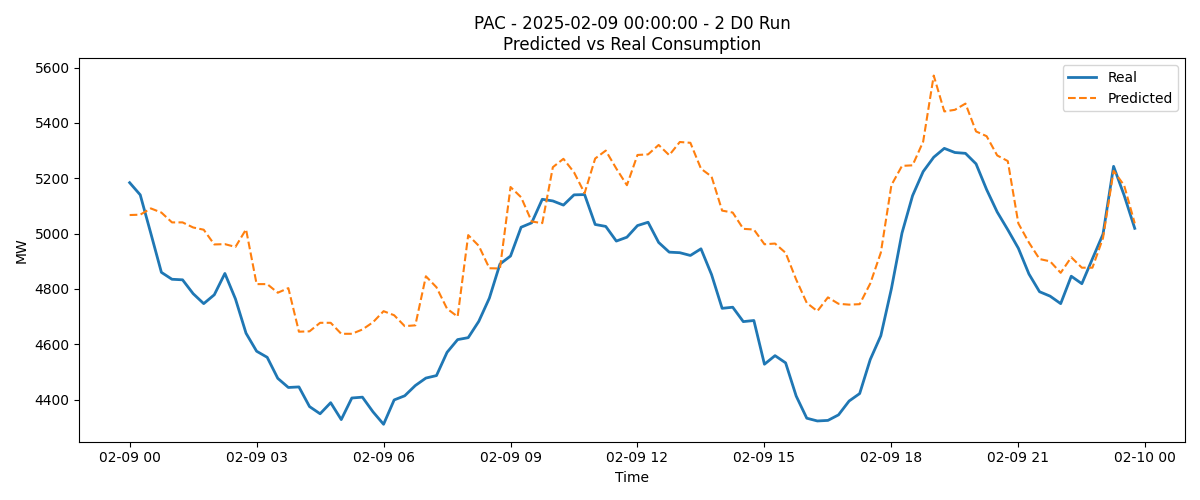 PAC - 2025-02-09 00:00:00 - 2 D0 Run
Predicted vs Real Consumption
Real
Predicted
MW
5600
5400
5200
5000
4800
4600
4400
02-09 00
02-09 03
02-09 06
02-09 09
02-09 12
02-09 15
02-09 18
02-09 21
02-10 00
Time